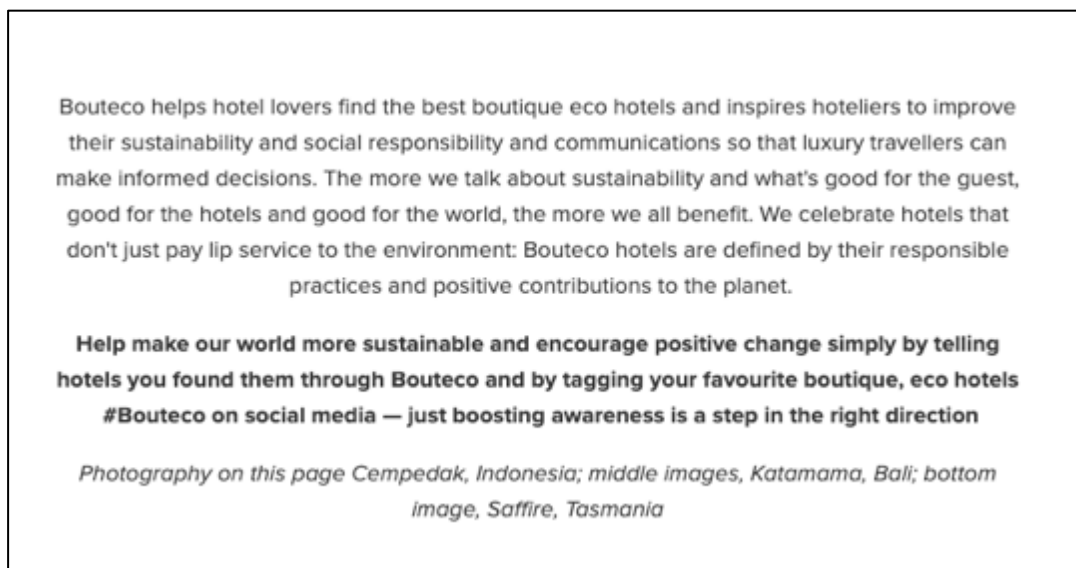 Bouteco helps hotel lovers find the best boutique eco hotels and inspires hoteliers to improve
their sustainability and social responsibility and communications so that luxury travellers can
make informed decisions. The more we talk about sustainability and what's good for the guest,
good for the hotels and good for the world, the more we all benefit. We celebrate hotels that
don't just pay lip service to the environment: Bouteco hotels are defined by their responsible
practices and positive contributions to the planet.
Help make our world more sustainable and encourage positive change simply by telling
hotels you found them through Bouteco and by tagging your favourite boutique, eco hotels
#Bouteco on social media — just boosting awareness is a step in the right direction
Photography on this page Cempedak, Indonesia; middle images, Katamama, Bali; bottom
image, Saffire, Tasmania